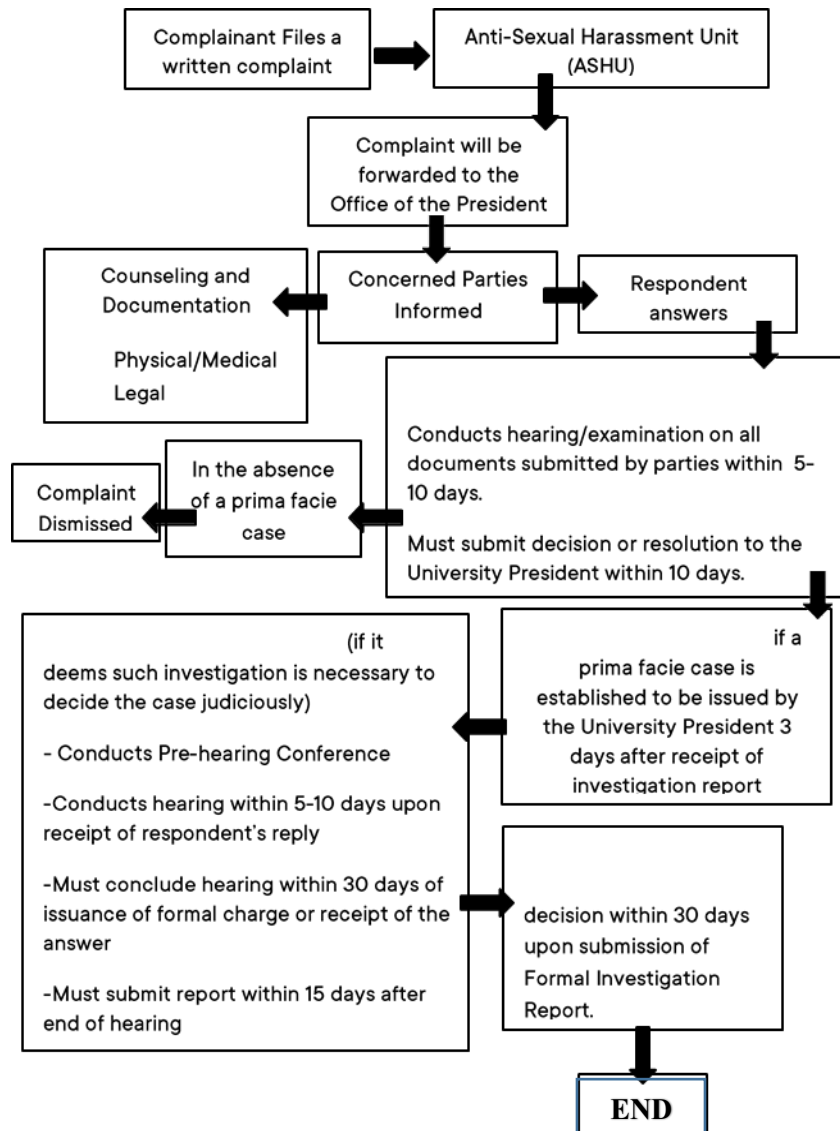 Complainant Files a
written complaint
Anti-Sexual Harassment Unit
(ASHU)
Complaint will be
forwarded to the
Office of the President
Counseling and
Documentation
Physical/Medical
Legal
Concerned Parties
Informed
Respondent
answers
Conducts hearing/examination on all
documents submitted by parties within 5-
10 days.
Must submit decision or resolution to the
University President within 10 days.
In the absence
of a prima facie
case
Complaint
Dismissed
if a
prima facie case is
established to be issued by
the University President 3
days after receipt of
investigation report
(if it
deems such investigation is necessary to
decide the case judiciously)
- Conducts Pre-hearing Conference
-Conducts hearing within 5-10 days upon
receipt of respondent's reply
-Must conclude hearing within 30 days of
issuance of formal charge or receipt of the
answer
-Must submit report within 15 days after
end of hearing
decision within 30 days
upon submission of
Formal Investigation
Report.
END